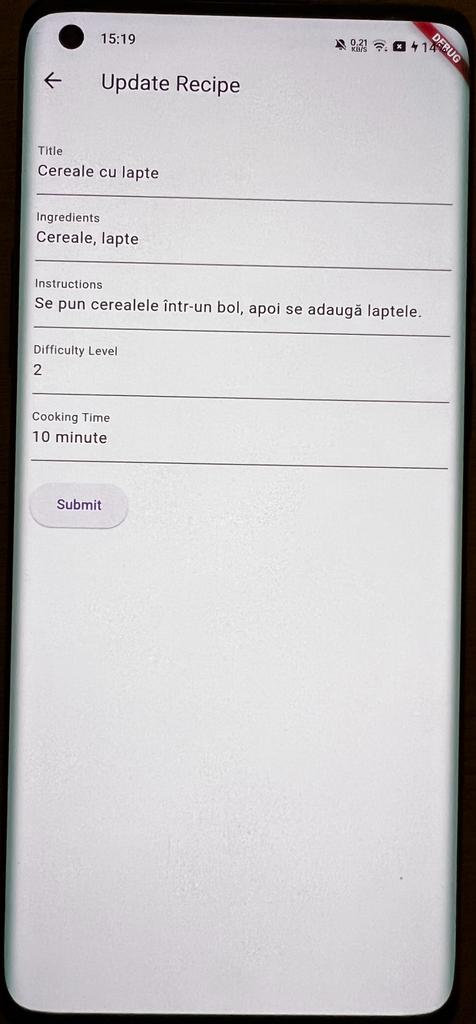 15:19
0.21
KB/S
DEBUG
Update Recipe
Title
Cereale cu lapte
Ingredients
Cereale, lapte
Instructions
Se pun cerealele într-un bol, apoi se adaugă laptele.
Difficulty Level
2
Cooking Time
10 minute
Submit